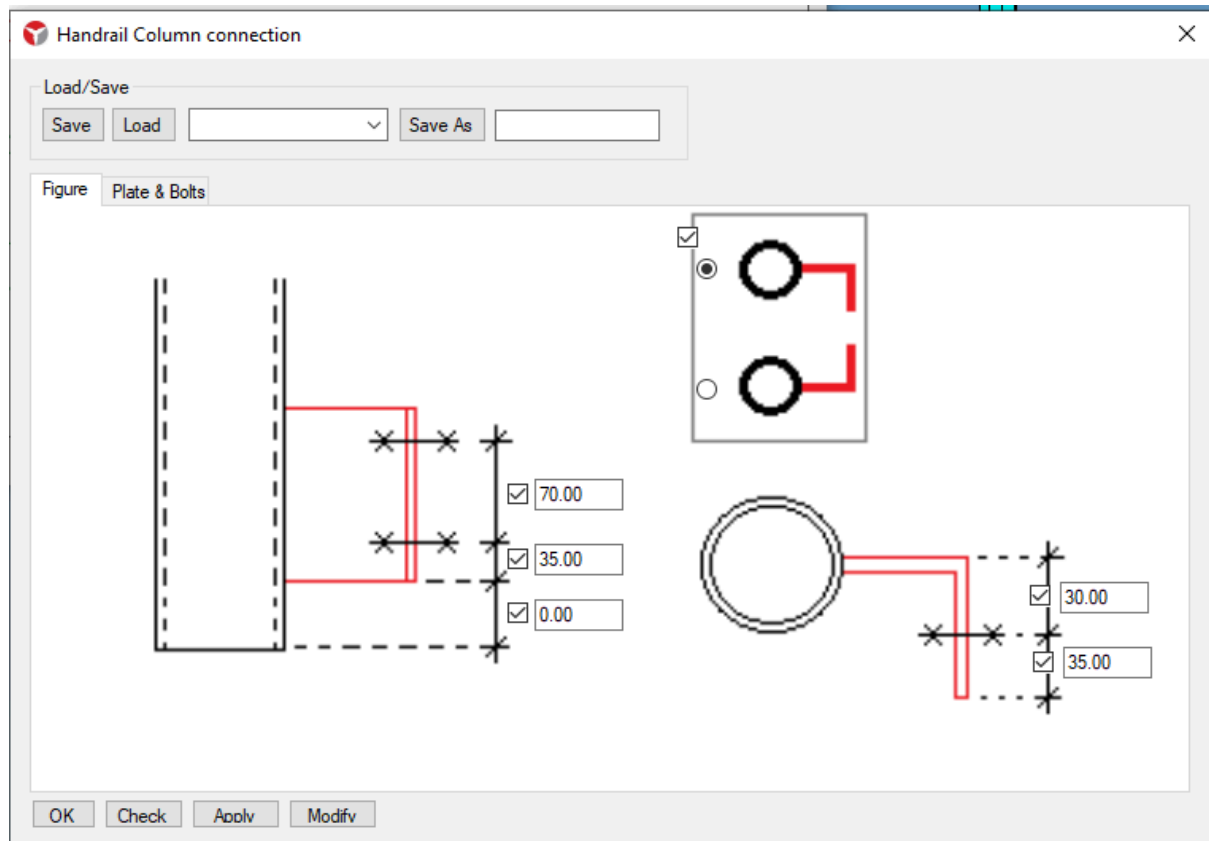 Handrail Column connection
Load/Save
Save Load Save As
Figure Plate & Bolts
70.00
35.00
0.00
30.00
35.00
OK Check Apply Modify